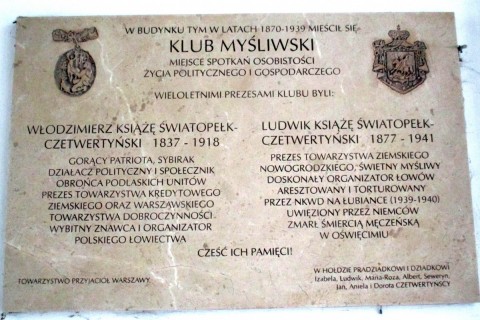 W BUDYNKU TYM W LATACH 1870-1939 MIEŚCIŁ SIĘ
KLUB MYŚLIWSKI
MIEJSCE SPOTKAŃ OSOBISTOŚCI
ŻYCIA POLITYCZNEGO I GOSPODARCZEGO
WIELOLETNIMI PREZESAMI KLUBU BYLI:
WŁODZIMIERZ KSIĄŻĘ ŚWIATOPEŁK-
CZETWERTYŃSKI 1837 - 1918
GORĄCY PATRIOTA, SYBIRAK
DZIAŁACZ POLITYCZNY I SPOŁECZNIK
OBROŃCA PODLASKICH UNITÓW
PREZES TOWARZYSTWA KREDYTOWEGO
ZIEMSKIEGO ORAZ WARSZAWSKIEGO
TOWARZYSTWA DOBROCZYNNOŚCI.
WYBITNY ZNAWCA I ORGANIZATOR
POLSKIEGO ŁOWIECTWA
LUDWIK KSIĄŻĘ ŚWIATOPEŁK-
CZETWERTYŃSKI 1877 - 1941
PREZES TOWARZYSTWA ZIEMSKIEGO
NOWOGRODZKIEGO, ŚWIETNY MYŚLIWY
DOSKONAŁY ORGANIZATOR ŁOWÓW
ARESZTOWANY I TORTUROWANY
PRZEZ NKWD NA ŁUBIANCE (1939-1940)
UWIĘZIONY PRZEZ NIEMCÓW
ZMARŁ ŚMIERCIĄ MĘCZEŃSKĄ
W OŚWIĘCIMIU
CZEŚĆ ICH PAMIĘCI!
TOWARZYSTWO PRZYJACIÓŁ WARSZAWY
W HOŁDZIE PRADZIADKOWI I DZIADKOWI
Izabela, Ludwik, Maria-Roża, Albert, Seweryn,
Jan, Aniela i Dorota CZETWERTYŃSCY